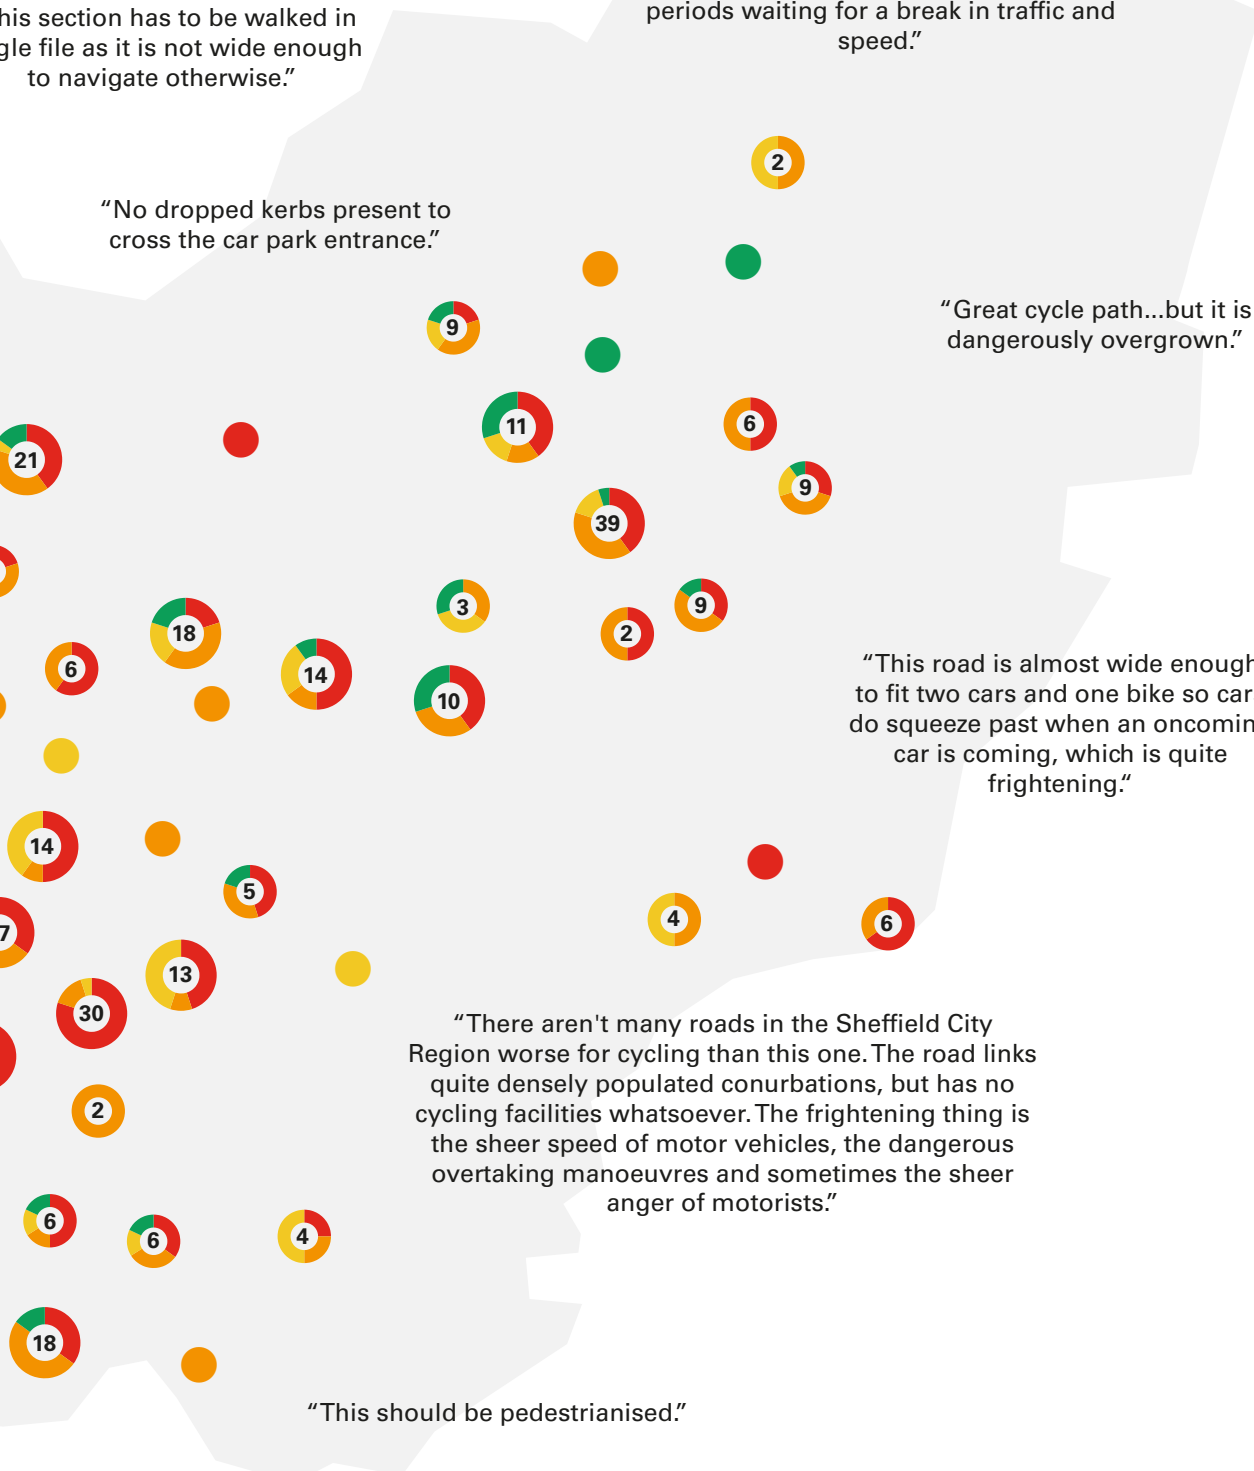 his section has to be walked in
gle file as it is not wide enough
to navigate otherwise.”
periods waiting for a break in traffic and
speed.”
2
“No dropped kerbs present to
cross the car park entrance.”
“Great cycle path...but it is
dangerously overgrown.”
9
11
6
21
9
39
3
9
18
2
6
14
10
“This road is almost wide enough
to fit two cars and one bike so car
do squeeze past when an oncomin
car is coming, which is quite
frightening.“
14
5
4
6
7
13
30
“There aren't many roads in the Sheffield City
Region worse for cycling than this one. The road links
quite densely populated conurbations, but has no
cycling facilities whatsoever. The frightening thing is
the sheer speed of motor vehicles, the dangerous
overtaking manoeuvres and sometimes the sheer
anger of motorists.”
2
6
6
4
18
“This should be pedestrianised.”